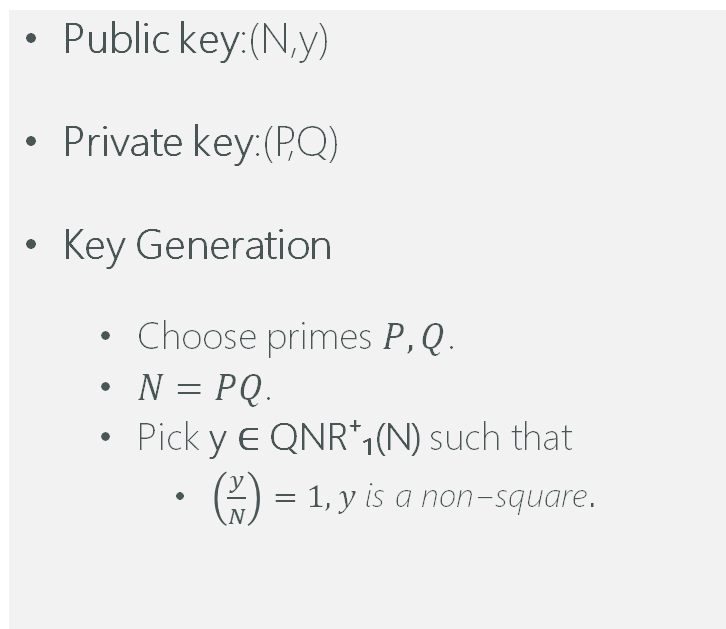 • Public key:(N,y)
• Private key:(P,Q)
• Key Generation
• Choose primes P, Q.
• N = PQ.
• Pick y ∈ QNR⁺₁(N) such that
• (y/N) = 1, y is a non−square.